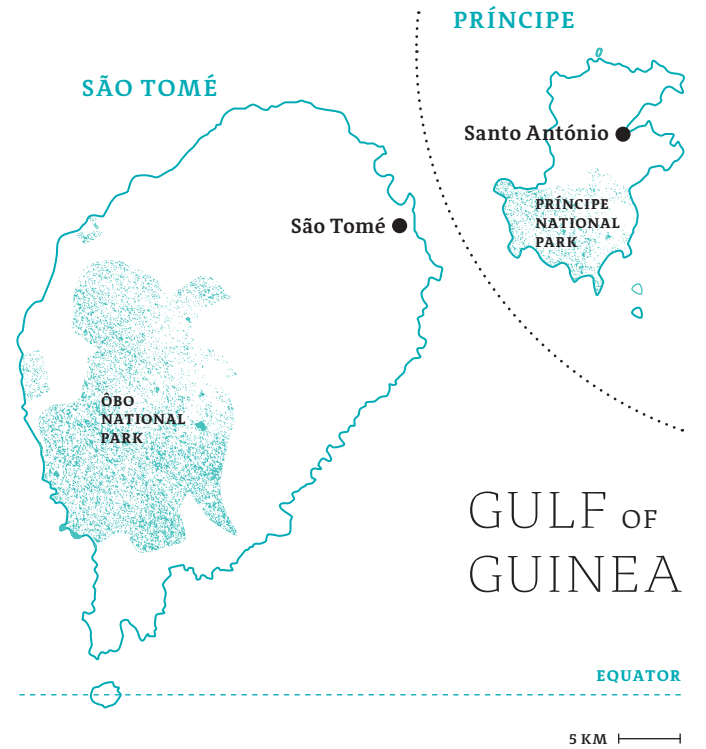 PRÍNCIPE
SÃO TOMÉ
Santo António
PRÍNCIPE
NATIONAL
PARK
São Tomé
ÔBO
NATIONAL
PARK
GULF OF
GUINEA
EQUATOR
5 KM